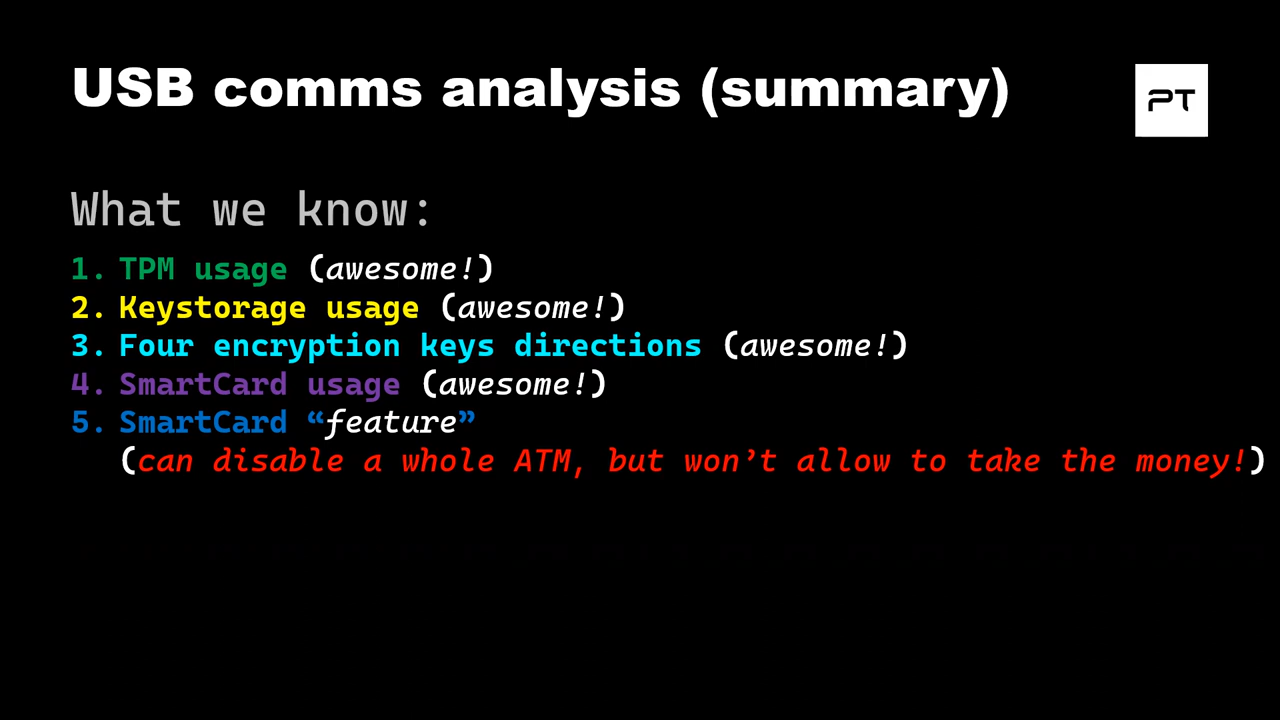 USB comms analysis (summary)
PT
What we know:
1. TPM usage (awesome!)
2. Keystorage usage (awesome!)
3. Four encryption keys directions (awesome!)
4. SmartCard usage (awesome!)
5. SmartCard “feature”
(can disable a whole ATM, but won’t allow to take the money!)